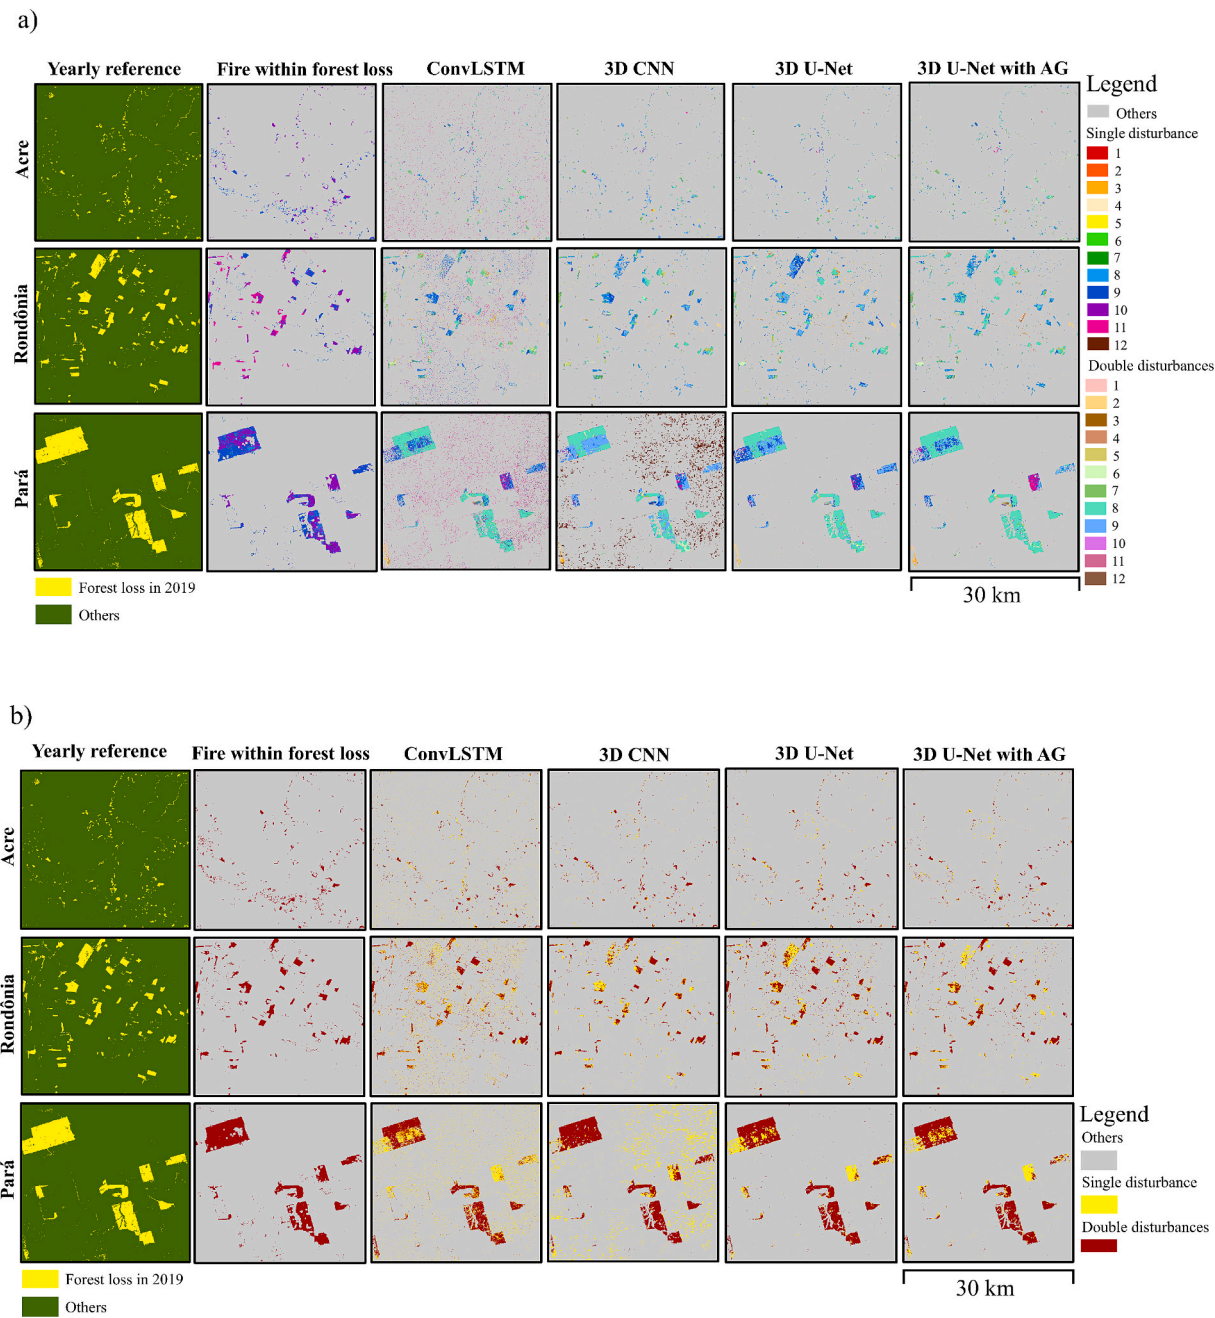 a)
Yearly reference
Fire within forest loss
ConvLSTM
3D CNN
3D U-Net
3D U-Net with AG
Acre
Rondônia
Pará
Legend
Others
Single disturbance
1
2
3
4
5
6
7
8
9
10
11
12
Double disturbances
1
2
3
4
5
6
7
8
9
10
11
12
Forest loss in 2019
Others
30 km
b)
Yearly reference
Fire within forest loss
ConvLSTM
3D CNN
3D U-Net
3D U-Net with AG
Acre
Rondônia
Pará
Legend
Others
Single disturbance
Double disturbances
Forest loss in 2019
Others
30 km